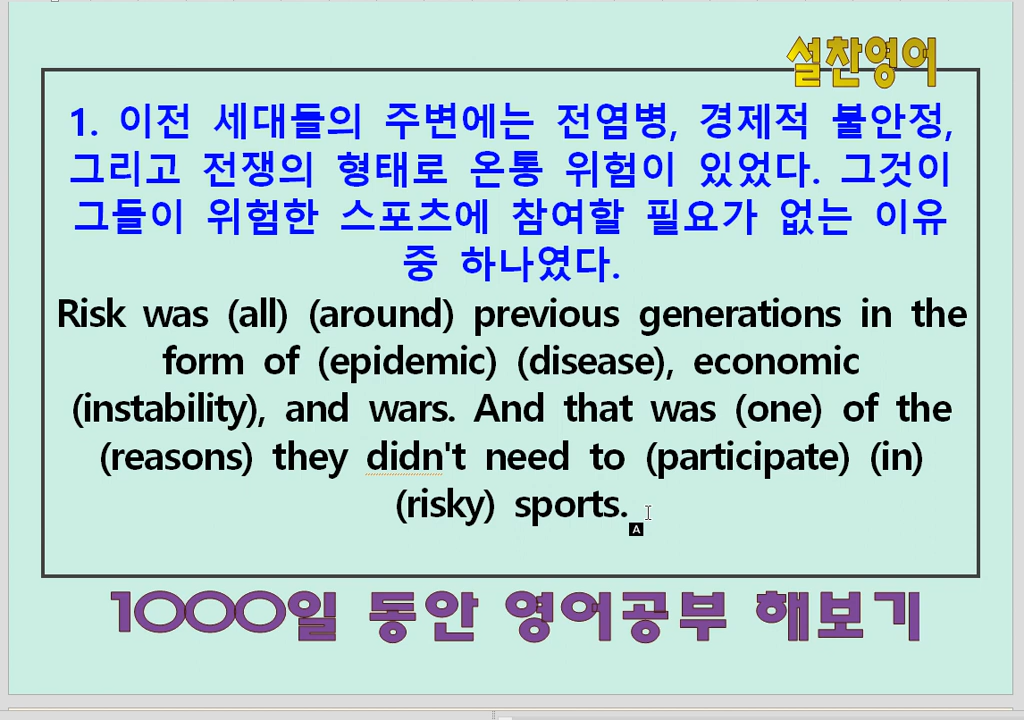 설찬영어
1. 이전 세대들의 주변에는 전염병, 경제적 불안정,
그리고 전쟁의 형태로 온통 위험이 있었다. 그것이
그들이 위험한 스포츠에 참여할 필요가 없는 이유
중 하나였다.
Risk was (all) (around) previous generations in the
form of (epidemic) (disease), economic
(instability), and wars. And that was (one) of the
(reasons) they didn't need to (participate) (in)
(risky) sports.
A
1000일 동안 영어공부 해보기